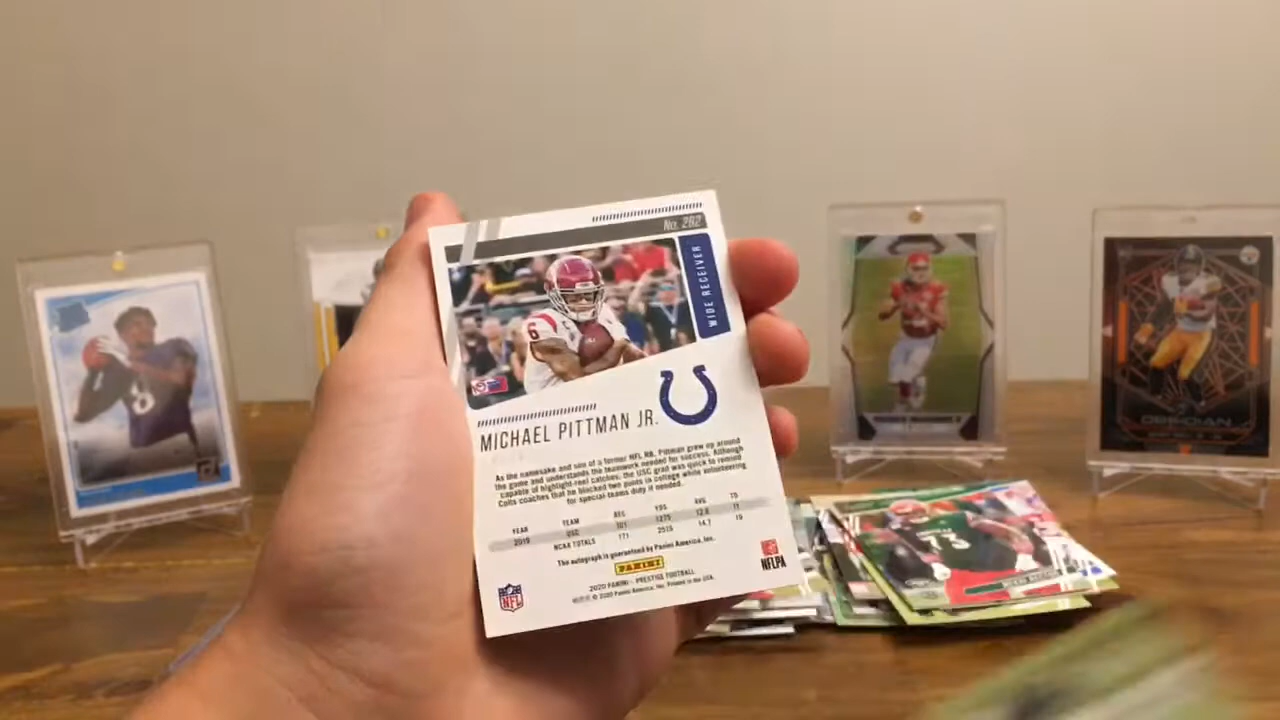 No. 282
WIDE RECEIVER
6
MICHAEL PITTMAN JR.
As the namesake and son of a former NFL RB, Pittman grew up around
the game and understands the teamwork needed for success. Although
capable of highlight-reel catches, the USC grad was quick to remind
Colts coaches that he blocked two punts in college while volunteering
for special-teams duty if needed.
YEAR TEAM REC YDS AVG TD
2019 USC 101 1275 12.6 11
NCAA TOTALS 171 2519 14.7 19
The autograph is guaranteed by Panini America, Inc.
PANINI
2020 PANINI - PRESTIGE FOOTBALL
© 2020 Panini America, Inc. Printed in the USA.
NFL
NFLPA
8
73
OBSIDIAN